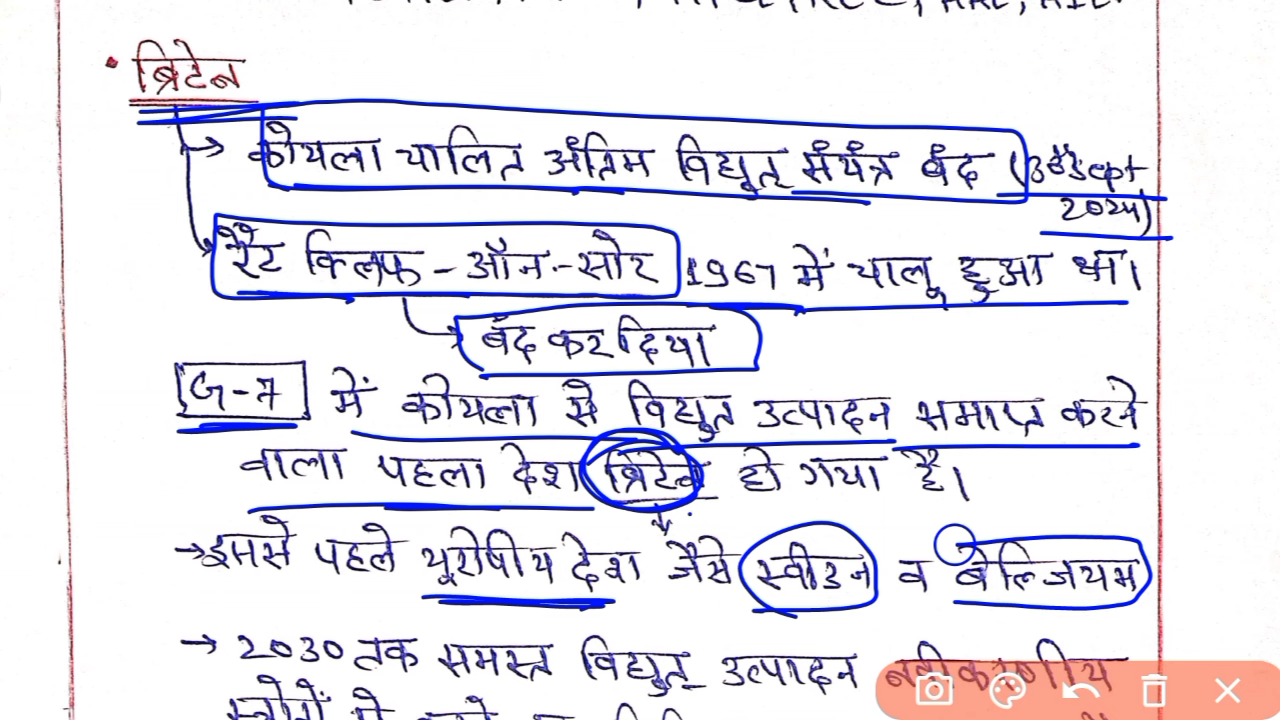 ब्रिटेन
→ कोयला चालित अंतिम विद्युत संयंत्र बंद (30 Sept
2024)
रैट क्लिफ-ऑन-सोर 1967 में चालू हुआ था।
बंद कर दिया
G-7 में कोयला से विद्युत उत्पादन समाप्त करने
वाला पहला देश ब्रिटेन हो गया है।
→ इससे पहले यूरोपीय देश जैसे स्वीडन व बेल्जियम
→ 2030 तक समस्त विद्युत उत्पादन नवीकरणीय